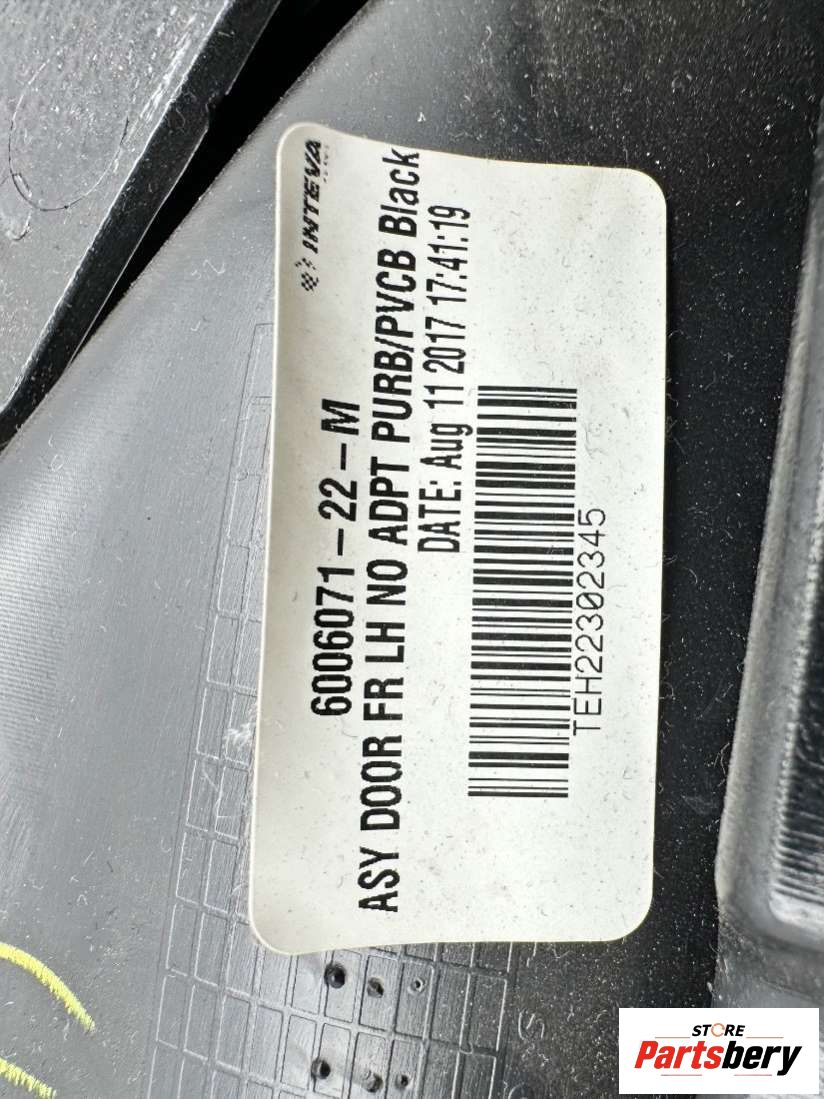 INTEVA
6006071-22-M
ASY DOOR FR LH NO ADPT PURB/PVCB Black
DATE: Aug 11 2017 17:41:19
TEH22302345
STORE
Partsbery